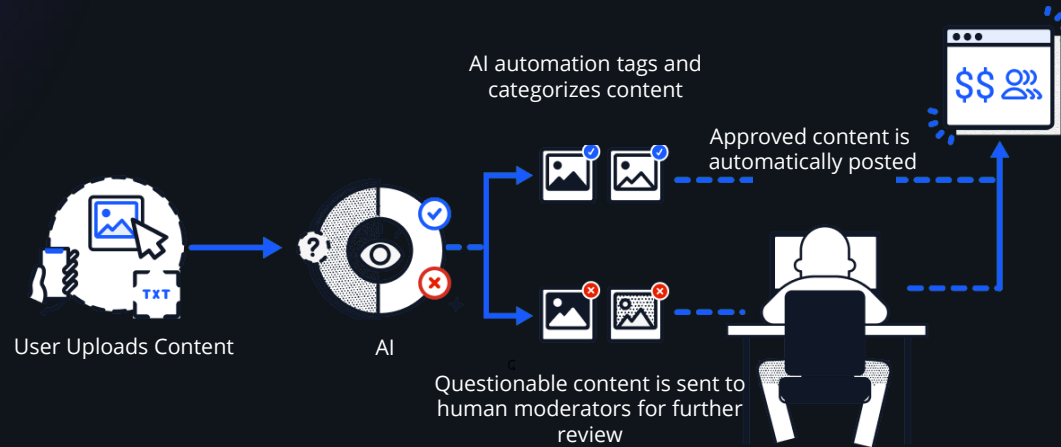 AI automation tags and
categorizes content
$$
Approved content is
automatically posted
?
TXT
User Uploads Content
AI
Questionable content is sent to
human moderators for further
review